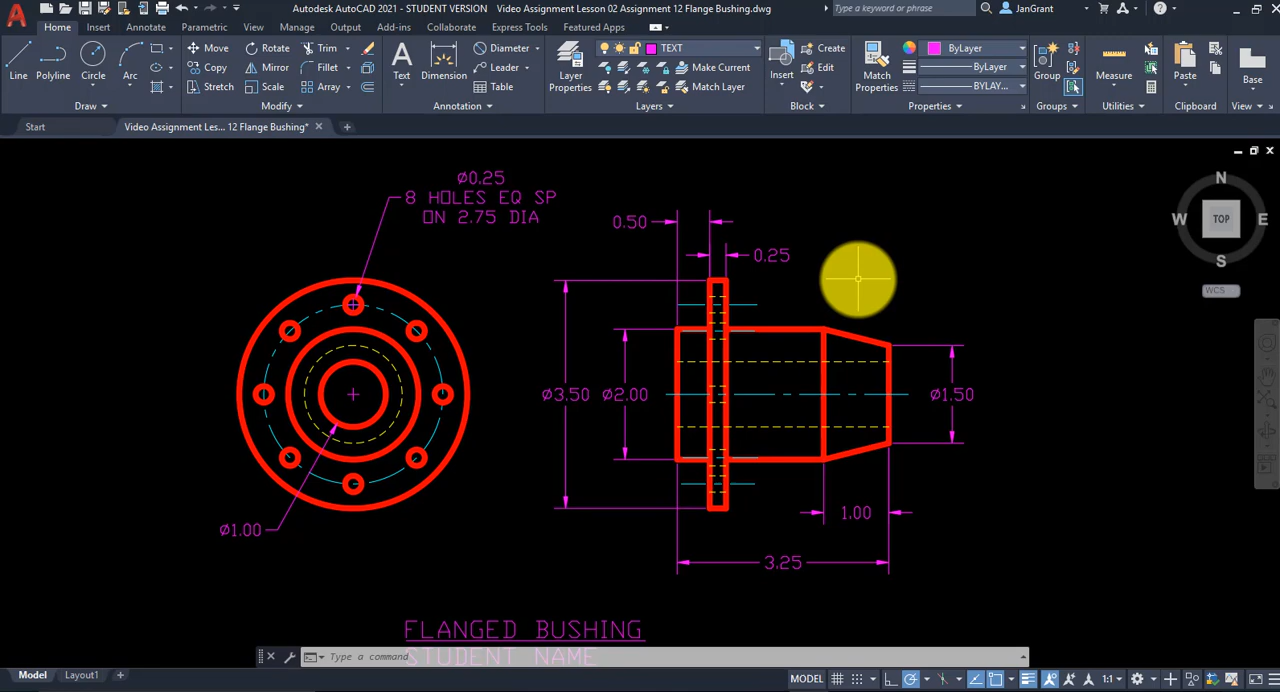 Autodesk AutoCAD 2021 - STUDENT VERSION Video Assignment Lesson 02 Assignment 12 Flange Bushing.dwg
Type a keyword or phrase
JanGrant
Home Insert Annotate Parametric View Manage Output Add-ins Collaborate Express Tools Featured Apps
Line
Polyline
Circle
Arc
Move
Rotate
Trim
Copy
Mirror
Fillet
Stretch
Scale
Array
Text
Dimension
Diameter
Leader
Table
Layer
Properties
TEXT
Make Current
Match Layer
Insert
Create
Edit
Match
Properties
ByLayer
ByLayer
BYLAY...
Group
Measure
Paste
Base
Draw
Modify
Annotation
Layers
Block
Properties
Groups
Utilities
Clipboard
View
Start
Video Assignment Les... 12 Flange Bushing*
Ø0.25
8 HOLES EQ SP
ON 2.75 DIA
Ø1.00
0.50
0.25
Ø3.50
Ø2.00
Ø1.50
1.00
3.25
N
W
TOP
E
S
WCS
FLANGED BUSHING
STUDENT NAME
Type a command
Model
Layout1
MODEL
1:1